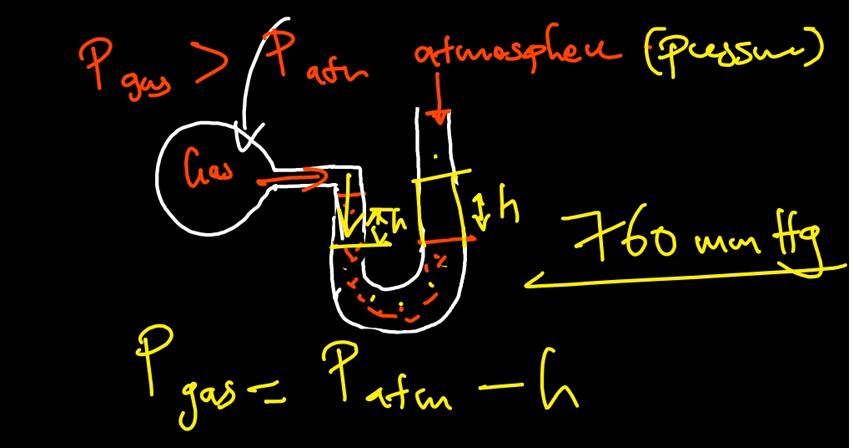 P gas > P atm atmosphere (pressure)
Gas
h
h
760 mm Hg
P gas = P atm - h